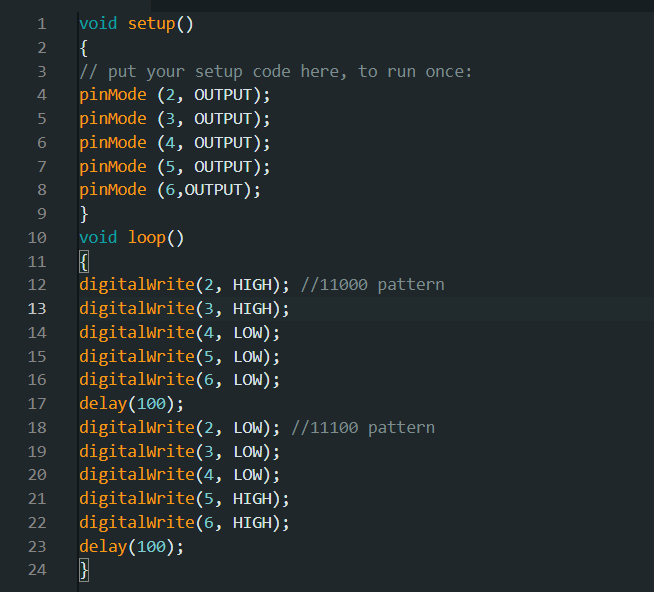 1 void setup()
2 {
3 // put your setup code here, to run once:
4 pinMode (2, OUTPUT);
5 pinMode (3, OUTPUT);
6 pinMode (4, OUTPUT);
7 pinMode (5, OUTPUT);
8 pinMode (6,OUTPUT);
9 }
10 void loop()
11 {
12 digitalWrite(2, HIGH); //11000 pattern
13 digitalWrite(3, HIGH);
14 digitalWrite(4, LOW);
15 digitalWrite(5, LOW);
16 digitalWrite(6, LOW);
17 delay(100);
18 digitalWrite(2, LOW); //11100 pattern
19 digitalWrite(3, LOW);
20 digitalWrite(4, LOW);
21 digitalWrite(5, HIGH);
22 digitalWrite(6, HIGH);
23 delay(100);
24 }